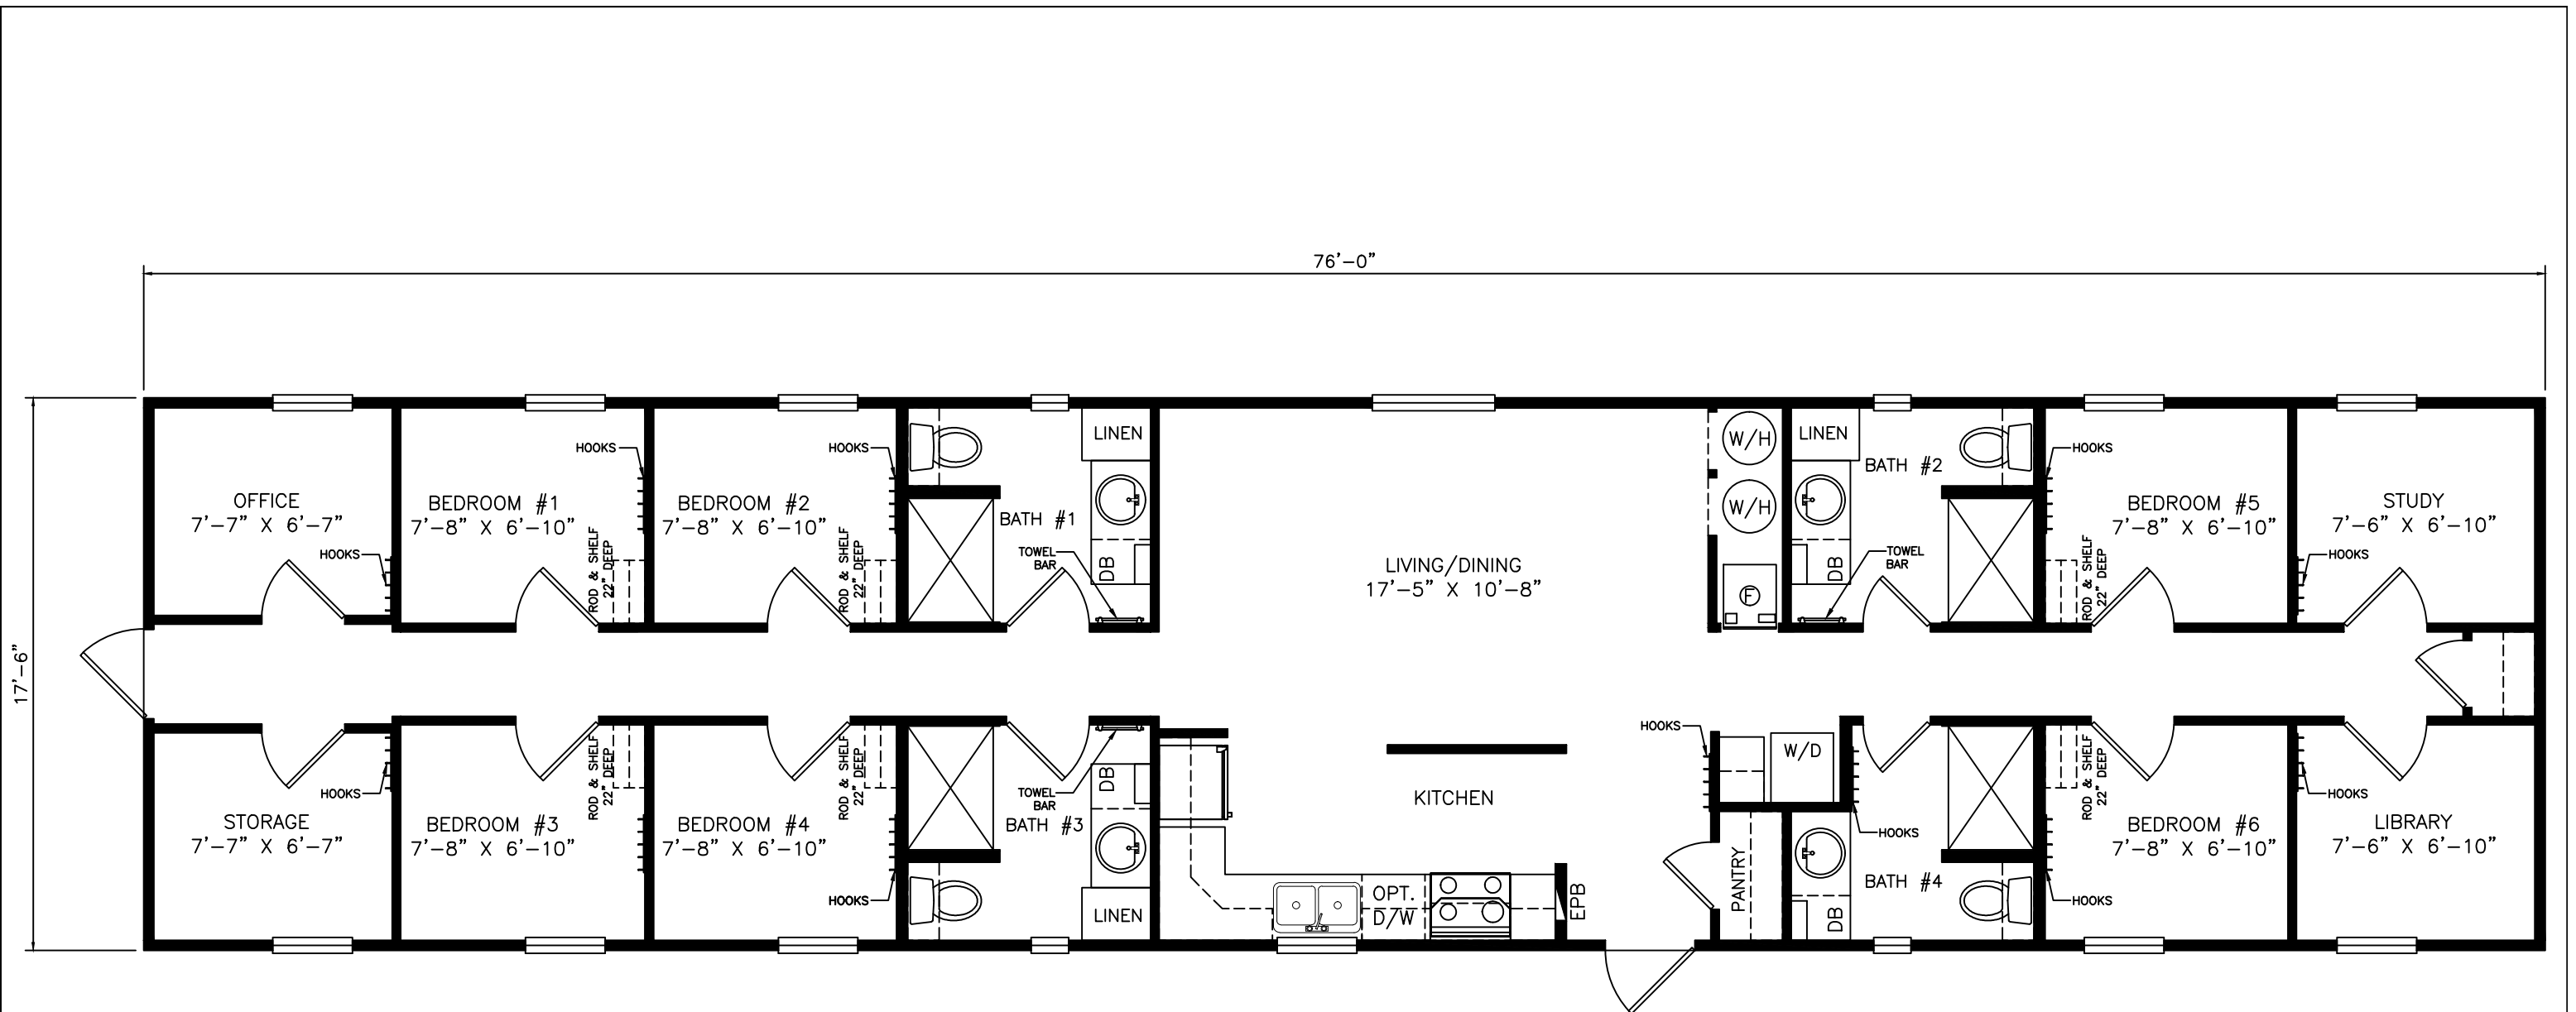 76'-0"
17'-6"
OFFICE
7'-7" X 6'-7"
HOOKS
BEDROOM #1
7'-8" X 6'-10"
HOOKS
ROD & SHELF
22" DEEP
BEDROOM #2
7'-8" X 6'-10"
HOOKS
ROD & SHELF
22" DEEP
BATH #1
LINEN
DB
TOWEL
BAR
LIVING/DINING
17'-5" X 10'-8"
W/H
W/H
F
LINEN
BATH #2
DB
TOWEL
BAR
HOOKS
BEDROOM #5
7'-8" X 6'-10"
ROD & SHELF
22" DEEP
STUDY
7'-6" X 6'-10"
HOOKS
HOOKS
STORAGE
7'-7" X 6'-7"
ROD & SHELF
22" DEEP
BEDROOM #3
7'-8" X 6'-10"
ROD & SHELF
22" DEEP
BEDROOM #4
7'-8" X 6'-10"
HOOKS
DB
TOWEL
BAR
BATH #3
LINEN
KITCHEN
OPT.
D/W
EPB
HOOKS
W/D
PANTRY
HOOKS
BATH #4
DB
ROD & SHELF
22" DEEP
BEDROOM #6
7'-8" X 6'-10"
HOOKS
HOOKS
LIBRARY
7'-6" X 6'-10"